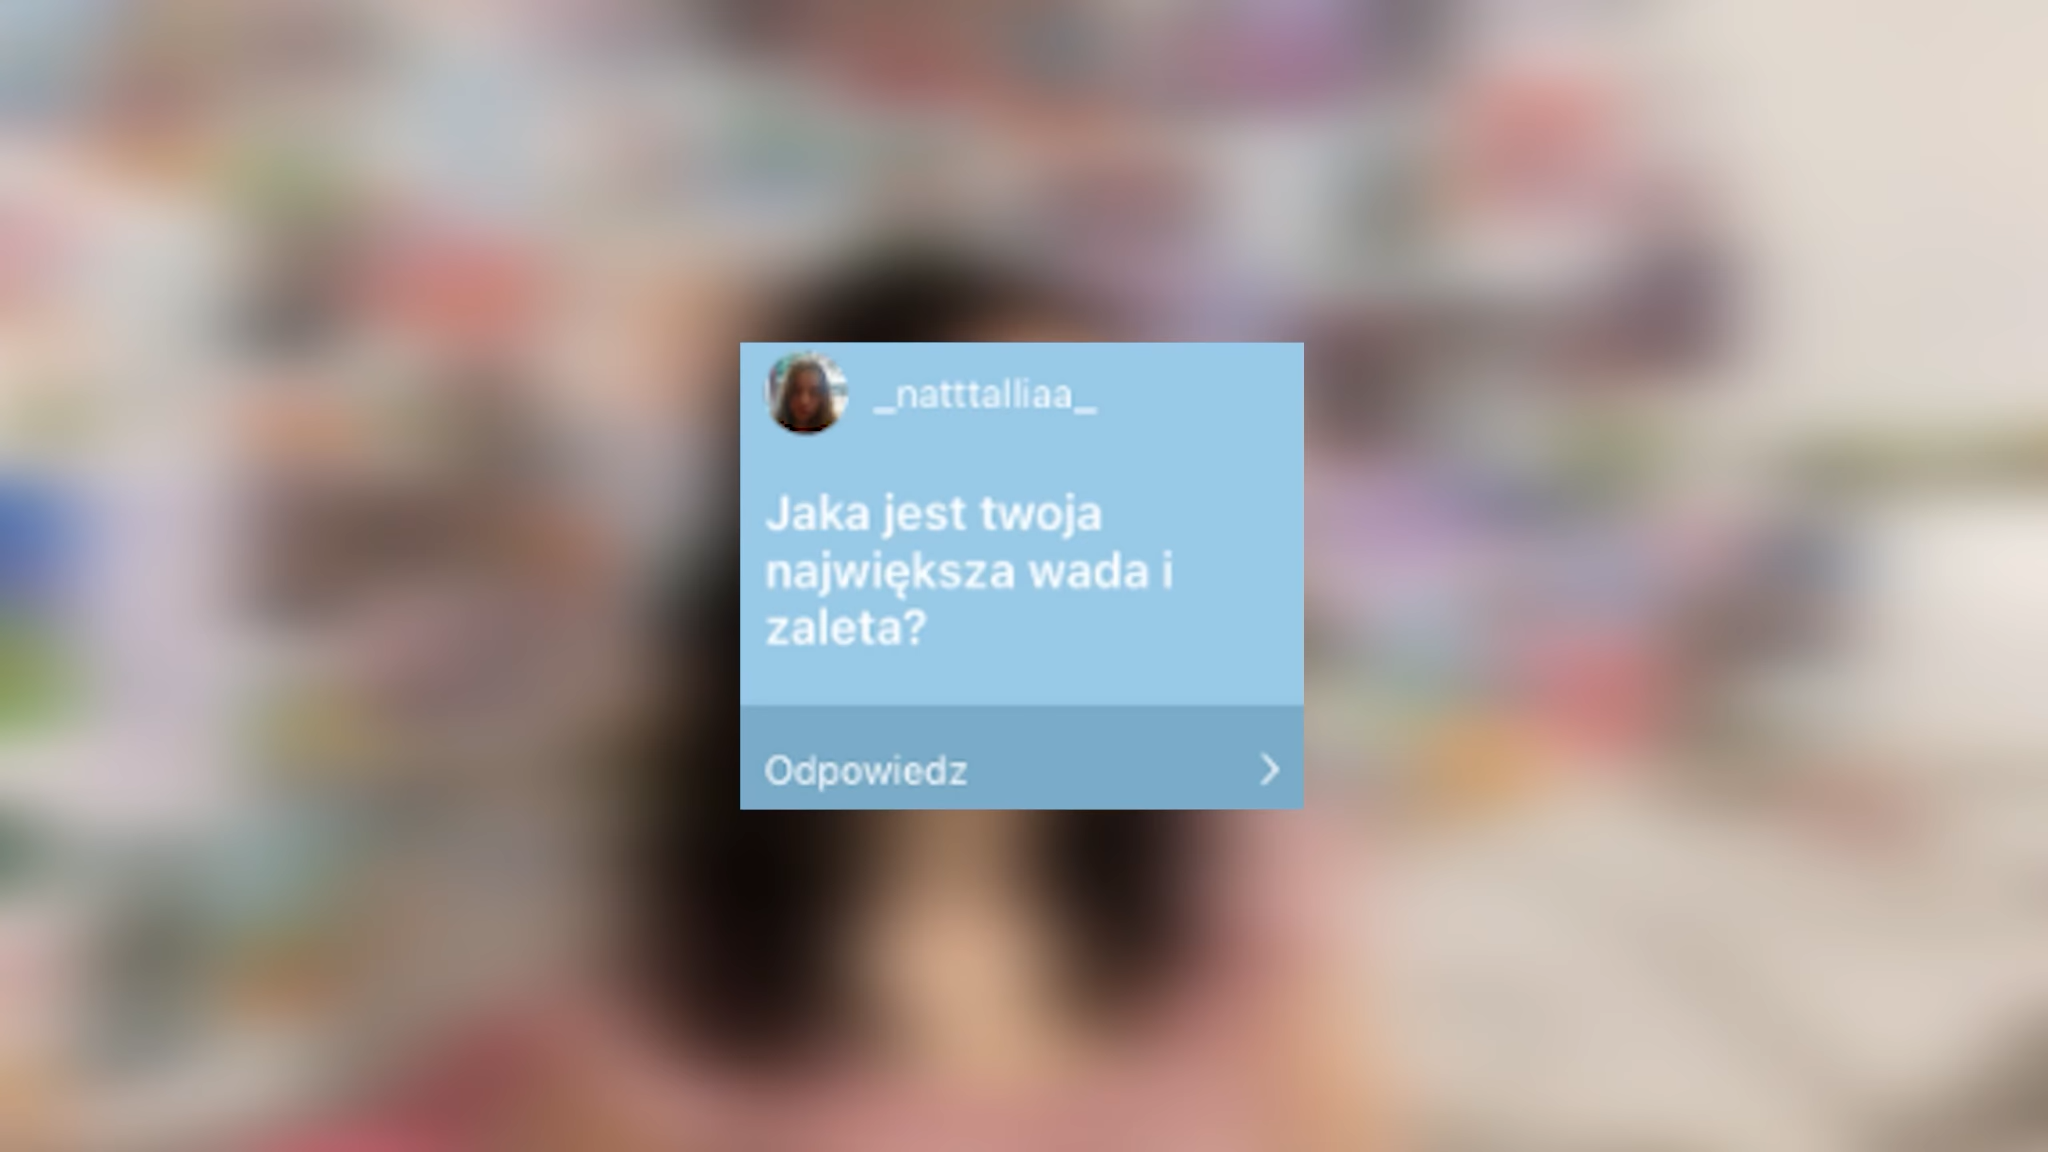 _natttalliaa_
Jaka jest twoja
największa wada i
zaleta?
Odpowiedz